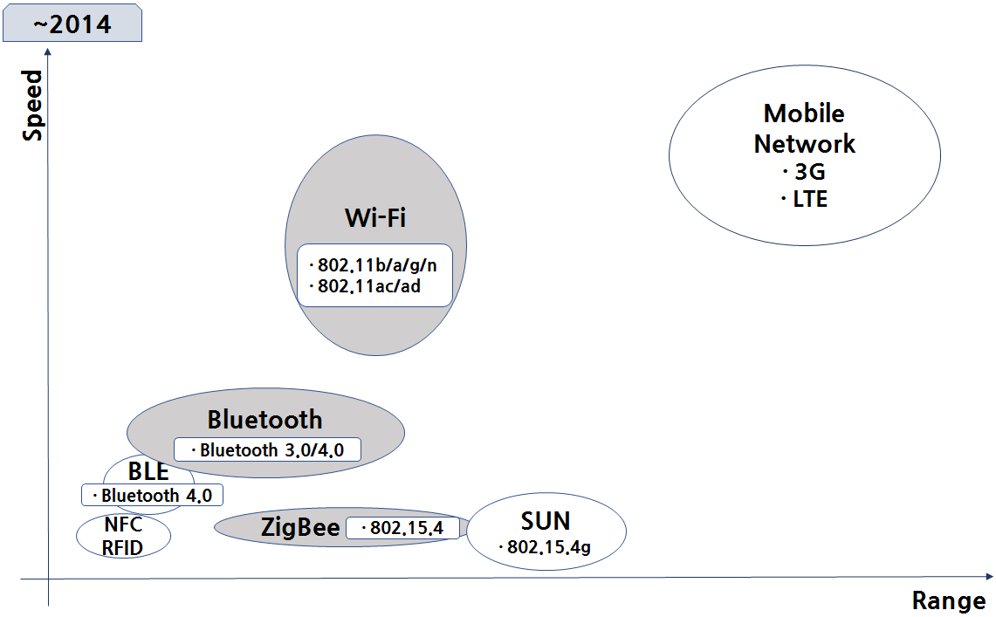 ~2014
Speed
Mobile
Network
· 3G
· LTE
Wi-Fi
· 802.11b/a/g/n
· 802.11ac/ad
Bluetooth
· Bluetooth 3.0/4.0
BLE
· Bluetooth 4.0
NFC
RFID
ZigBee · 802.15.4
SUN
· 802.15.4g
Range